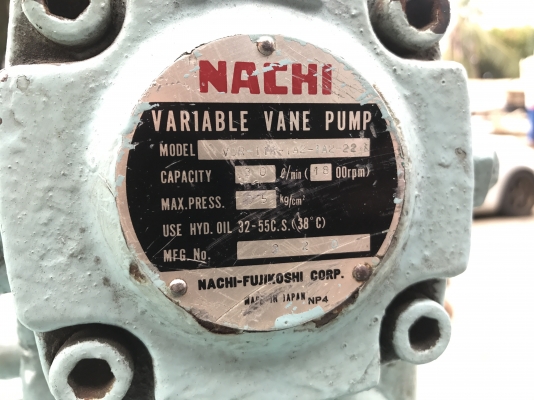 NACHI
VARIABLE VANE PUMP
MODEL
CAPACITY ℓ/min (1800rpm)
MAX.PRESS. kg/cm²
USE HYD. OIL 32-55C.S.(38°C)
MFG.No.
NACHI-FUJIKOSHI CORP.
MADE IN JAPAN NP4